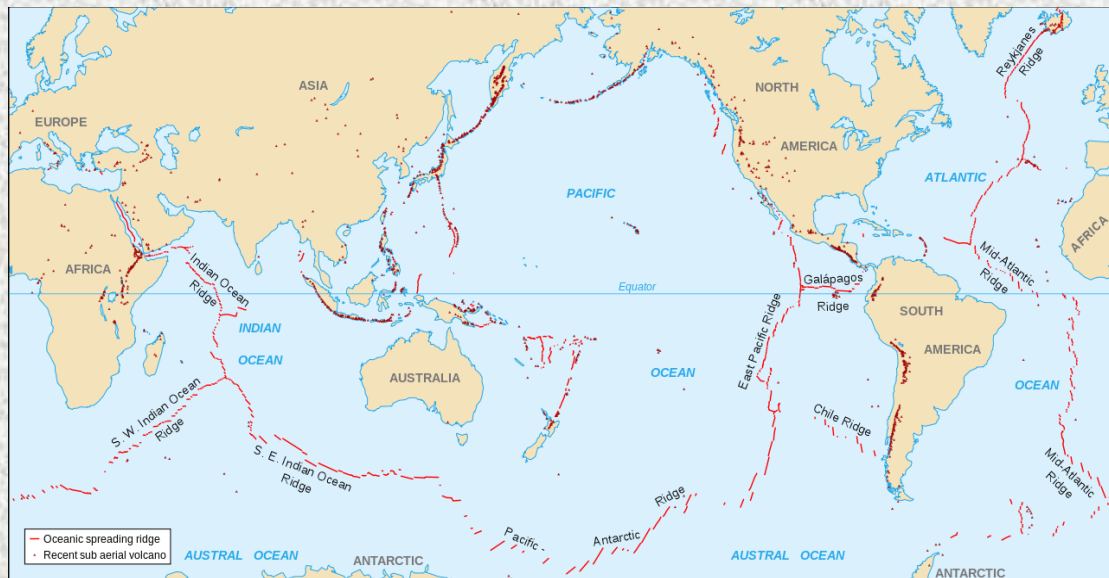 Reykjanes
Ridge
ASIA
NORTH
EUROPE
AMERICA
ATLANTIC
PACIFIC
AFRICA
AFRICA
Indian Ocean
Ridge
Mid-Atlantic
Ridge
Galápagos
Ridge
Equator
INDIAN
OCEAN
SOUTH
AMERICA
East Pacific Ridge
AUSTRALIA
OCEAN
OCEAN
S. W. Indian Ocean
Ridge
Chile Ridge
S. E. Indian Ocean
Ridge
Mid-Atlantic
Ridge
Pacific -
Antarctic
Ridge
Oceanic spreading ridge
Recent sub aerial volcano
AUSTRAL OCEAN
ANTARCTIC
AUSTRAL OCEAN
ANTARCTIC